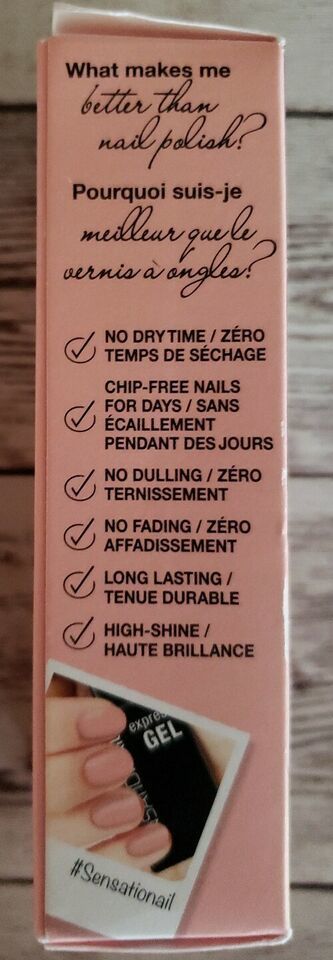 What makes me
better than
nail polish?
Pourquoi suis-je
meilleur que le
vernis à ongles?
NO DRYTIME / ZÉRO
TEMPS DE SÉCHAGE
CHIP-FREE NAILS
FOR DAYS / SANS
ÉCAILLEMENT
PENDANT DES JOURS
NO DULLING / ZÉRO
TERNISSEMENT
NO FADING / ZÉRO
AFFADISSEMENT
LONG LASTING /
TENUE DURABLE
HIGH-SHINE /
HAUTE BRILLANCE
GEL
#Sensationail